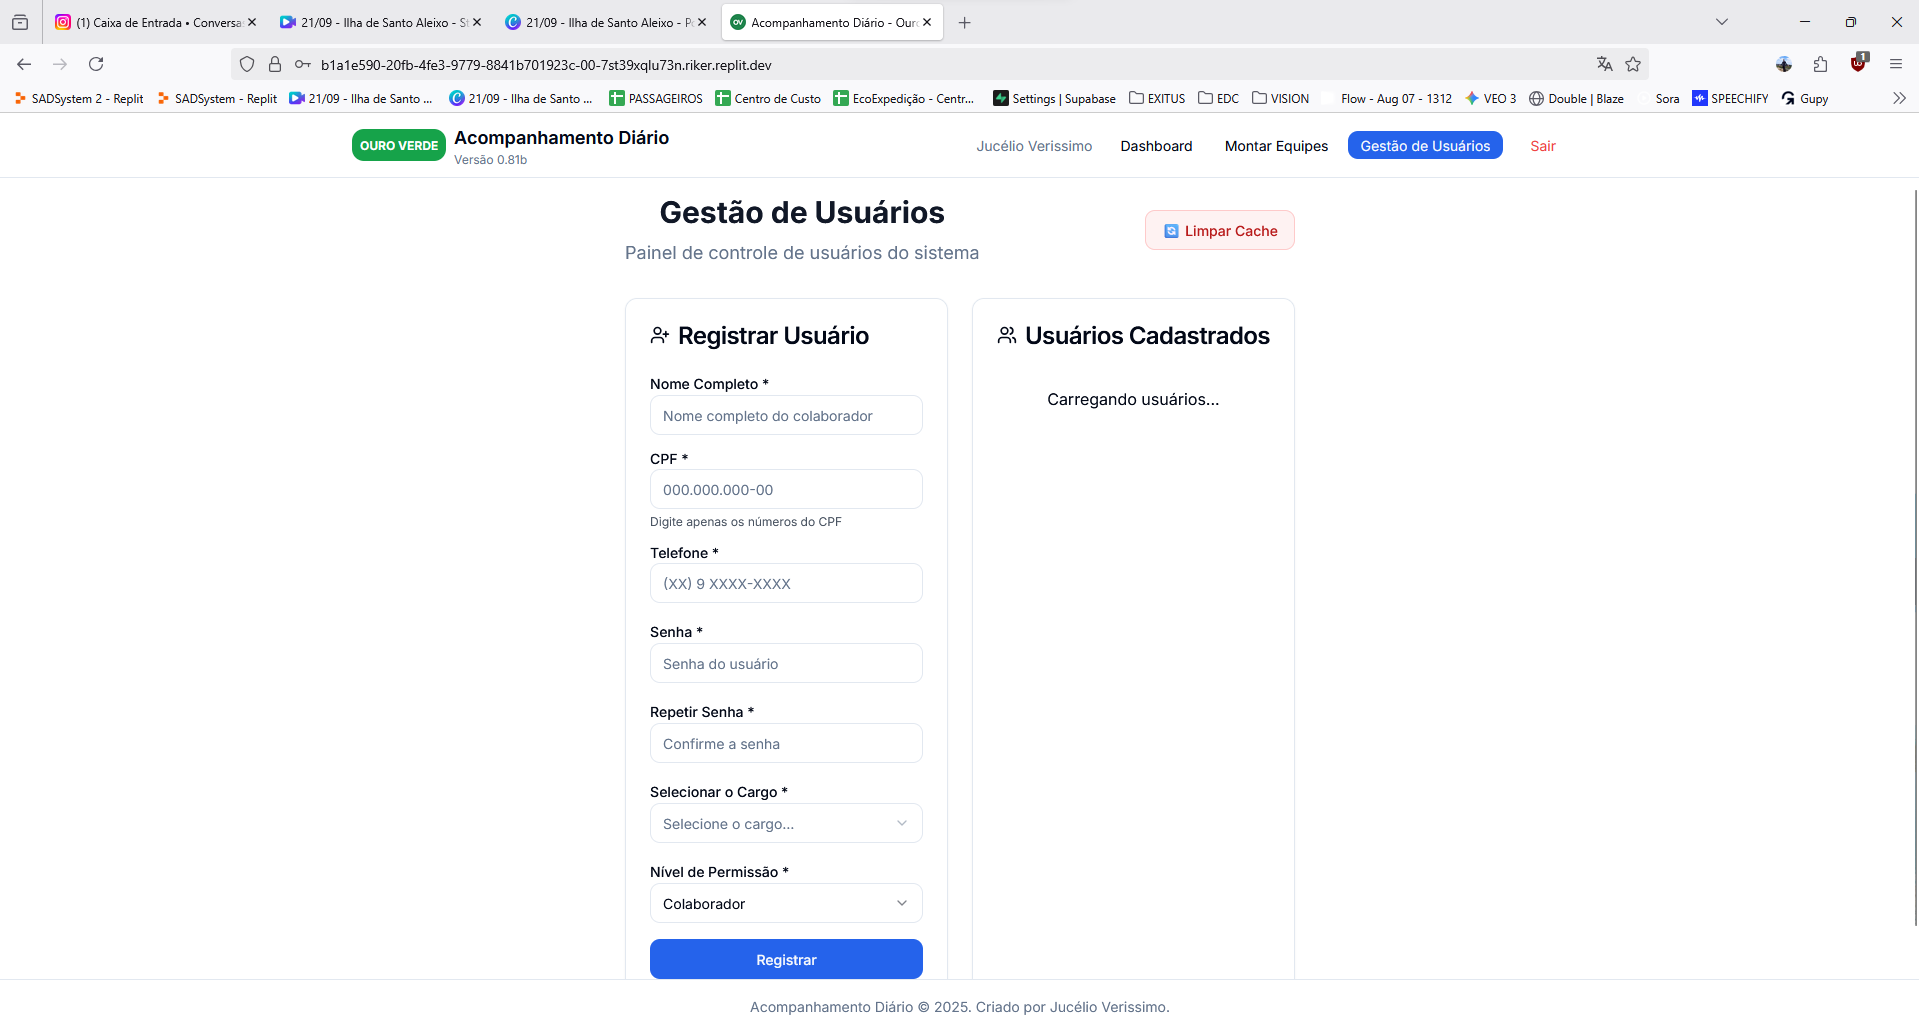 (1) Caixa de Entrada • Conversa
21/09 - Ilha de Santo Aleixo - St
21/09 - Ilha de Santo Aleixo - Po
OV
Acompanhamento Diário - Ouro
b1a1e590-20fb-4fe3-9779-8841b701923c-00-7st39xqlu73n.riker.replit.dev
1
SADSystem 2 - Replit
SADSystem - Replit
21/09 - Ilha de Santo ...
21/09 - Ilha de Santo ...
PASSAGEIROS
Centro de Custo
EcoExpedição - Centr...
Settings | Supabase
EXITUS
EDC
VISION
Flow - Aug 07 - 1312
VEO 3
Double | Blaze
Sora
SPEECHIFY
Gupy
OURO VERDE
Acompanhamento Diário
Versão 0.81b
Jucélio Verissimo
Dashboard
Montar Equipes
Gestão de Usuários
Sair
Gestão de Usuários
Painel de controle de usuários do sistema
Limpar Cache
Registrar Usuário
Nome Completo *
Nome completo do colaborador
CPF *
000.000.000-00
Digite apenas os números do CPF
Telefone *
(XX) 9 XXXX-XXXX
Senha *
Senha do usuário
Repetir Senha *
Confirme a senha
Selecionar o Cargo *
Selecione o cargo...
Nível de Permissão *
Colaborador
Registrar
Usuários Cadastrados
Carregando usuários...
Acompanhamento Diário © 2025. Criado por Jucélio Verissimo.